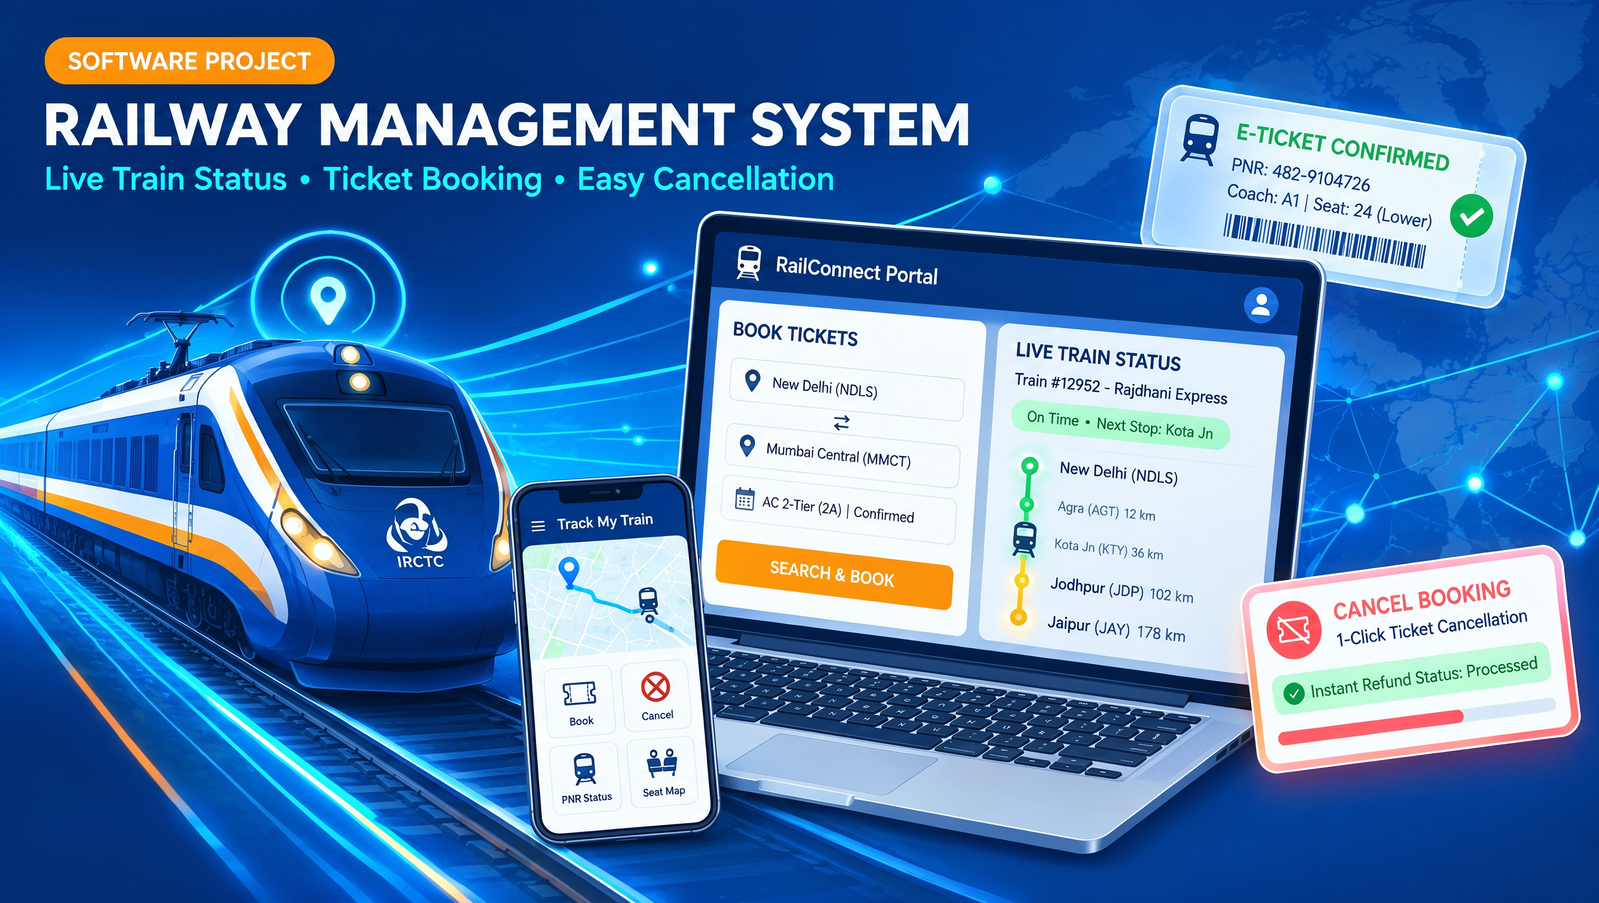 SOFTWARE PROJECT
RAILWAY MANAGEMENT SYSTEM
Live Train Status • Ticket Booking • Easy Cancellation
E-TICKET CONFIRMED
PNR: 482-9104726
Coach: A1 | Seat: 24 (Lower)
RailConnect Portal
BOOK TICKETS
New Delhi (NDLS)
Mumbai Central (MMCT)
AC 2-Tier (2A) | Confirmed
SEARCH & BOOK
LIVE TRAIN STATUS
Train #12952 - Rajdhani Express
On Time • Next Stop: Kota Jn
New Delhi (NDLS)
Agra (AGT) 12 km
Kota Jn (KTY) 36 km
Jodhpur (JDP) 102 km
Jaipur (JAY) 178 km
IRCTC
Track My Train
Book
Cancel
PNR Status
Seat Map
CANCEL BOOKING
1-Click Ticket Cancellation
Instant Refund Status: Processed